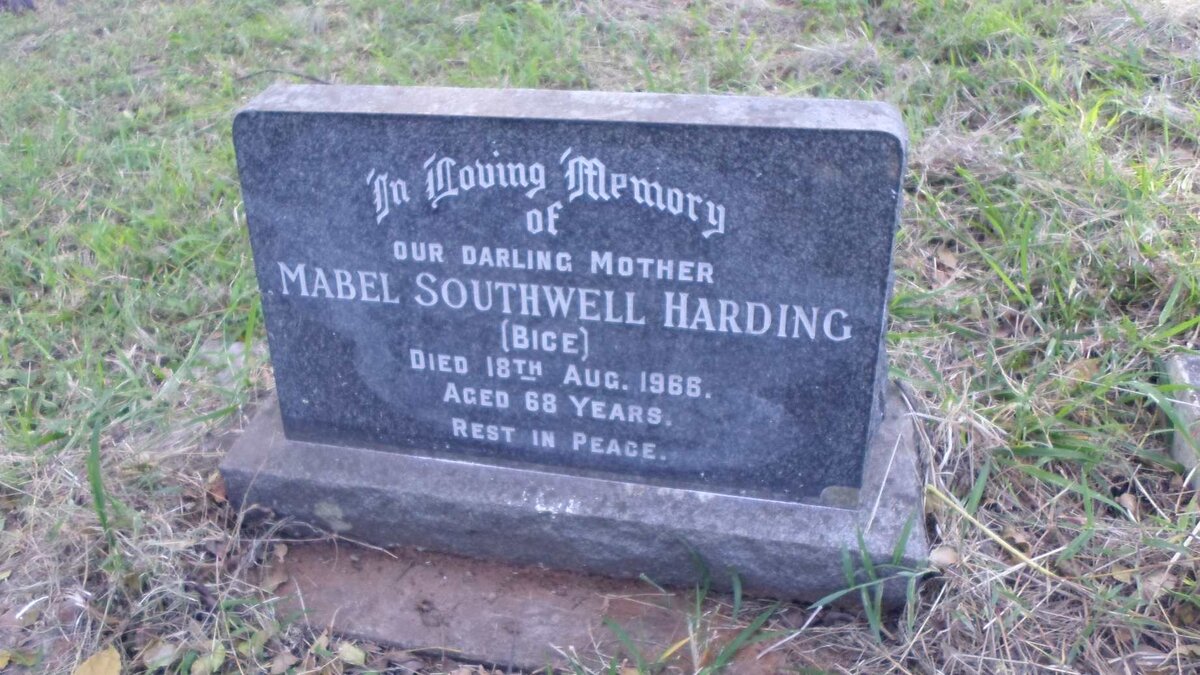 In Loving Memory
of
OUR DARLING MOTHER
MABEL SOUTHWELL HARDING
(BICE)
DIED 18TH AUG. 1966.
AGED 68 YEARS.
REST IN PEACE.